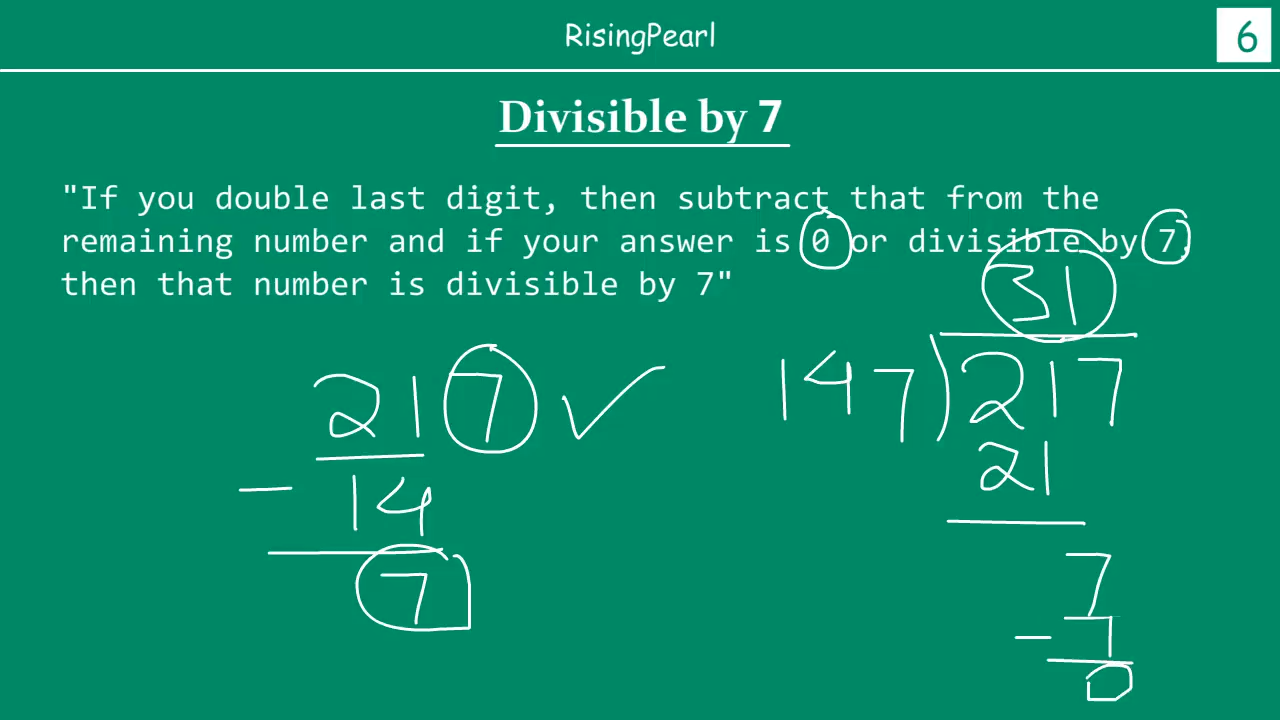 RisingPearl
6
Divisible by 7
"If you double last digit, then subtract that from the
remaining number and if your answer is 0 or divisible by 7,
then that number is divisible by 7"
217
- 14
7
31
147)217
21
7
- 7
0